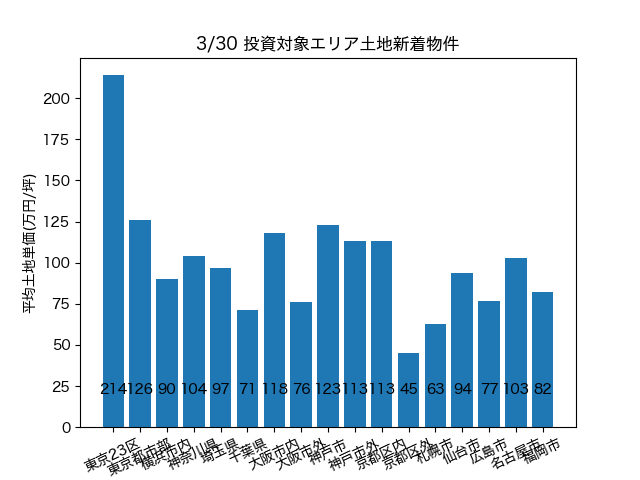 3/30 投資対象エリア土地新着物件
平均土地単価(万円/坪)
200
175
150
125
100
75
50
25
0
214 126 90 104 97 71 118 76 123 113 113 45 63 94 77 103 82
東京23区 東京都市部 横浜市内 神奈川県 埼玉県 千葉県 大阪市内 大阪市外 神戸市 神戸市外 京都区内 京都区外 札幌市 仙台市 広島市 名古屋市 福岡市